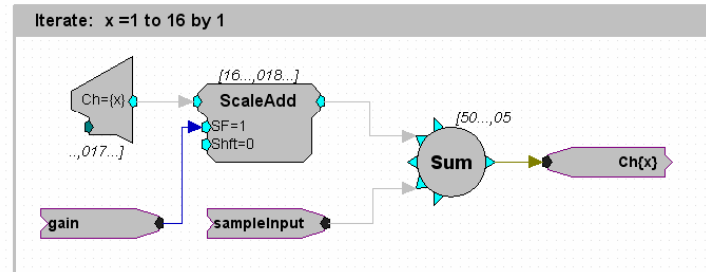 Iterate: x =1 to 16 by 1
[16...,018...]
Ch={x}
ScaleAdd
SF=1
Shft=0
..,017...]
[50...,05
Sum
Ch{x}
gain
sampleInput